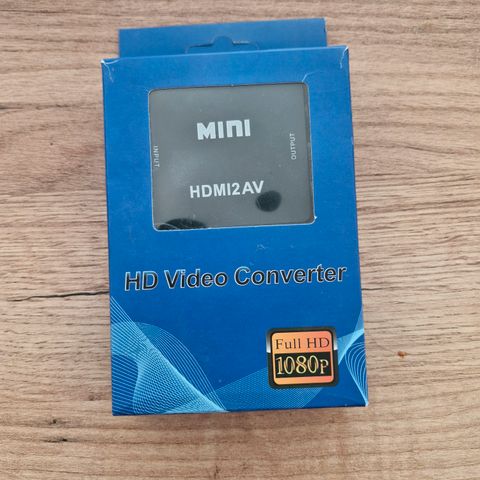 MINI
INPUT
OUTPUT
HDMI2AV
HD Video Converter
Full HD
1080P